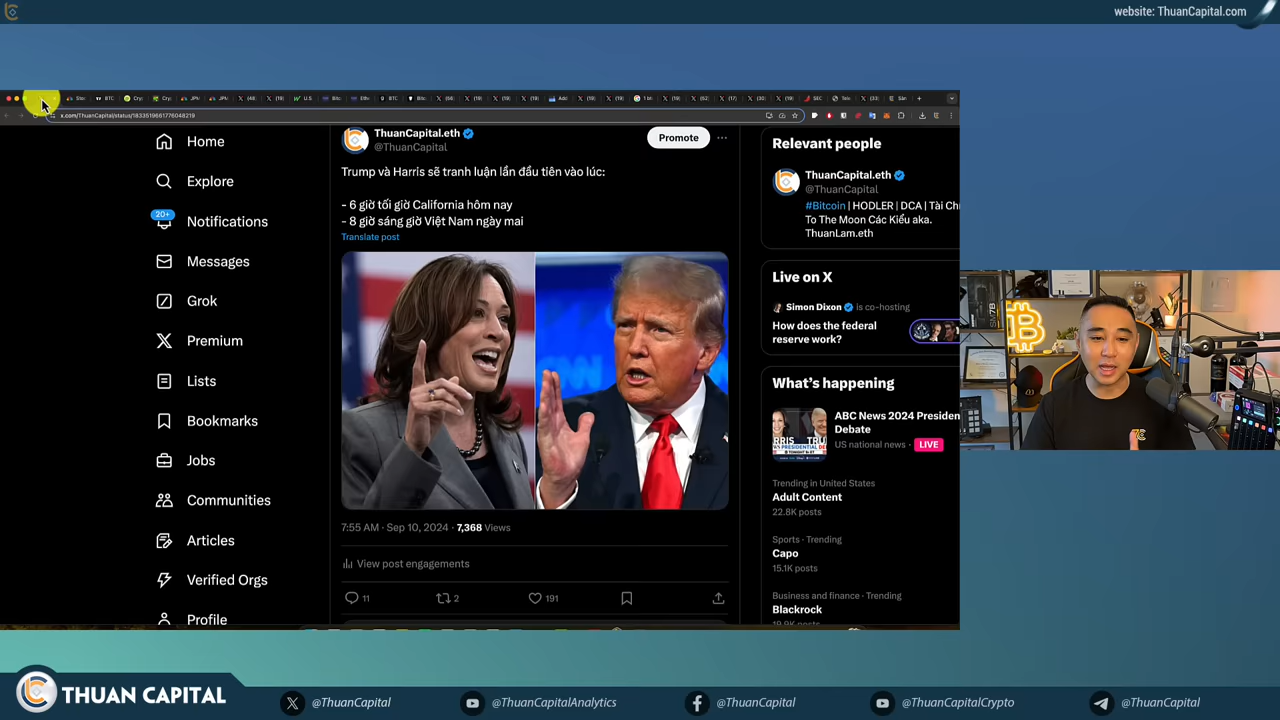 website: ThuanCapital.com
x.com/ThuanCapital/status/1833519661776048219
Home
Explore
20+
Notifications
Messages
Grok
Premium
Lists
Bookmarks
Jobs
Communities
Articles
Verified Orgs
Profile
ThuanCapital.eth
@ThuanCapital
Promote
Trump và Harris sẽ tranh luận lần đầu tiên vào lúc:
- 6 giờ tối giờ California hôm nay
- 8 giờ sáng giờ Việt Nam ngày mai
Translate post
7:55 AM · Sep 10, 2024 · 7,368 Views
View post engagements
11
2
191
Relevant people
ThuanCapital.eth
@ThuanCapital
#Bitcoin | HODLER | DCA | Tài Ch
To The Moon Các Kiểu aka.
ThuanLam.eth
Live on X
Simon Dixon is co-hosting
How does the federal
reserve work?
What's happening
ABC News 2024 Presiden
Debate
US national news · LIVE
Trending in United States
Adult Content
22.8K posts
Sports · Trending
Capo
15.1K posts
Business and finance · Trending
Blackrock
THUAN CAPITAL
@ThuanCapital
@ThuanCapitalAnalytics
@ThuanCapital
@ThuanCapitalCrypto
@ThuanCapital